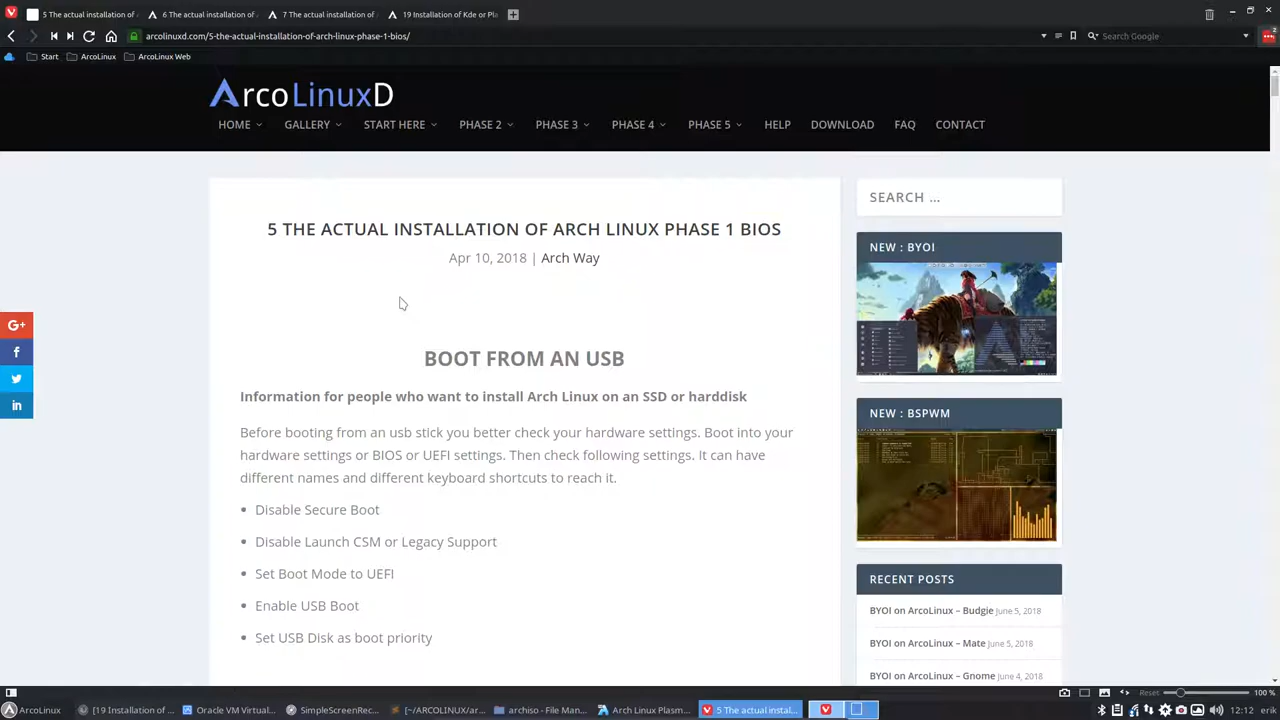 5 The actual installation of
6 The actual installation of
7 The actual installation of
19 Installation of Kde or Pla
arcolinuxd.com/5-the-actual-installation-of-arch-linux-phase-1-bios/
Search Google
Start
ArcoLinux
ArcoLinux Web
ArcoLinuxD
HOME
GALLERY
START HERE
PHASE 2
PHASE 3
PHASE 4
PHASE 5
HELP
DOWNLOAD
FAQ
CONTACT
5 THE ACTUAL INSTALLATION OF ARCH LINUX PHASE 1 BIOS
Apr 10, 2018 | Arch Way
BOOT FROM AN USB
Information for people who want to install Arch Linux on an SSD or harddisk
Before booting from an usb stick you better check your hardware settings. Boot into your
hardware settings or BIOS or UEFI settings. Then check following settings. It can have
different names and different keyboard shortcuts to reach it.
Disable Secure Boot
Disable Launch CSM or Legacy Support
Set Boot Mode to UEFI
Enable USB Boot
Set USB Disk as boot priority
SEARCH ...
NEW : BYOI
NEW : BSPWM
RECENT POSTS
BYOI on ArcoLinux – Budgie June 5, 2018
BYOI on ArcoLinux – Mate June 5, 2018
BYOI on ArcoLinux – Gnome June 4, 2018
G+
f
in
Reset
100 %
ArcoLinux
[19 Installation of ...
Oracle VM Virtual...
SimpleScreenRec...
[~/ARCOLINUX/ar...
archiso - File Man...
Arch Linux Plasm...
5 The actual instal...
12:12
erik